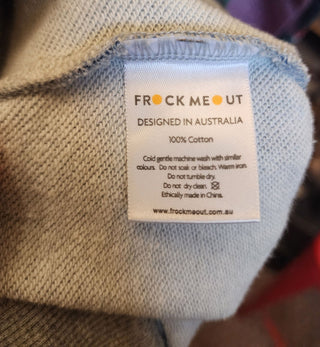 FROCK ME OUT
DESIGNED IN AUSTRALIA
100% Cotton
Cold gentle machine wash with similar
colours. Do not soak or bleach. Warm iron.
Do not tumble dry.
Do not dry clean.
Ethically made in China.
www.frockmeout.com.au